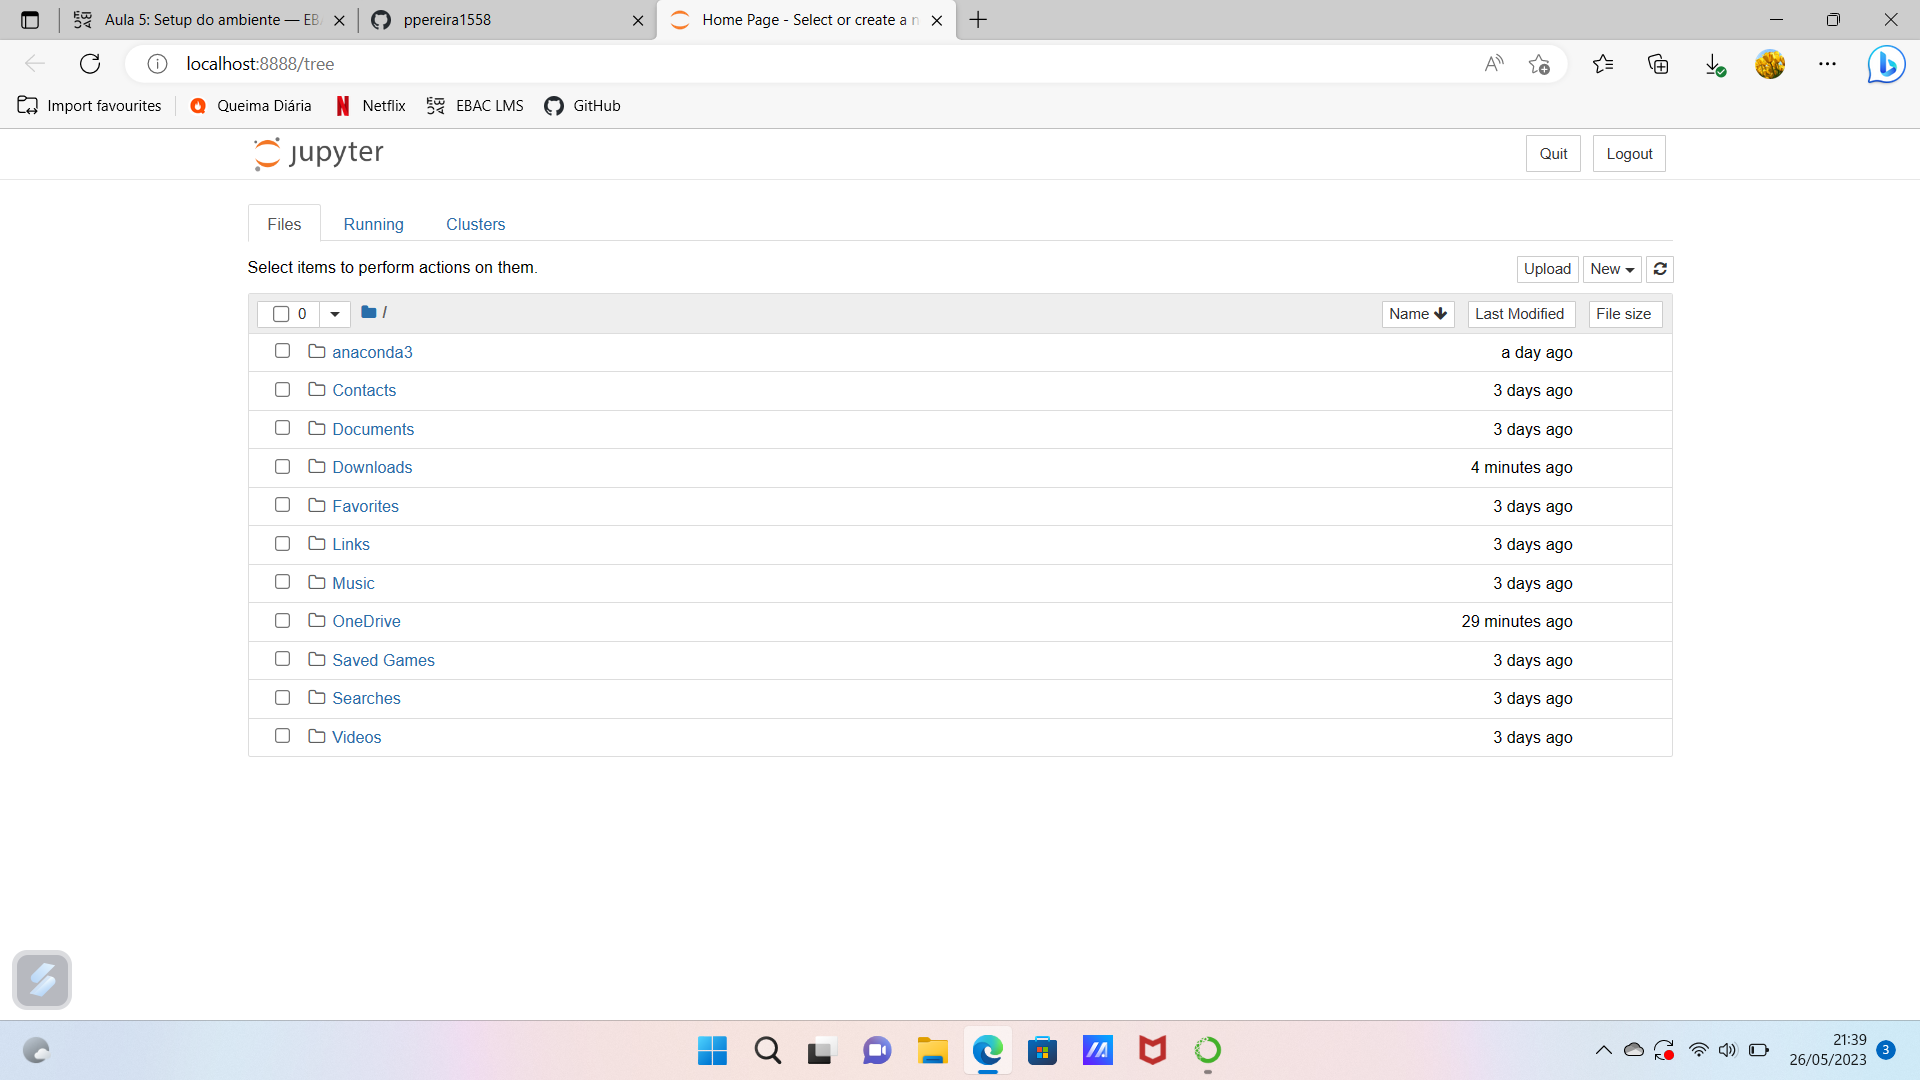 Aula 5: Setup do ambiente — EB
ppereira1558
Home Page - Select or create a n
localhost:8888/tree
Import favourites
Queima Diária
Netflix
EBAC LMS
GitHub
jupyter
Quit
Logout
Files
Running
Clusters
Select items to perform actions on them.
Upload
New
0
/
Name
Last Modified
File size
anaconda3 a day ago
Contacts 3 days ago
Documents 3 days ago
Downloads 4 minutes ago
Favorites 3 days ago
Links 3 days ago
Music 3 days ago
OneDrive 29 minutes ago
Saved Games 3 days ago
Searches 3 days ago
Videos 3 days ago
21:39
26/05/2023
3